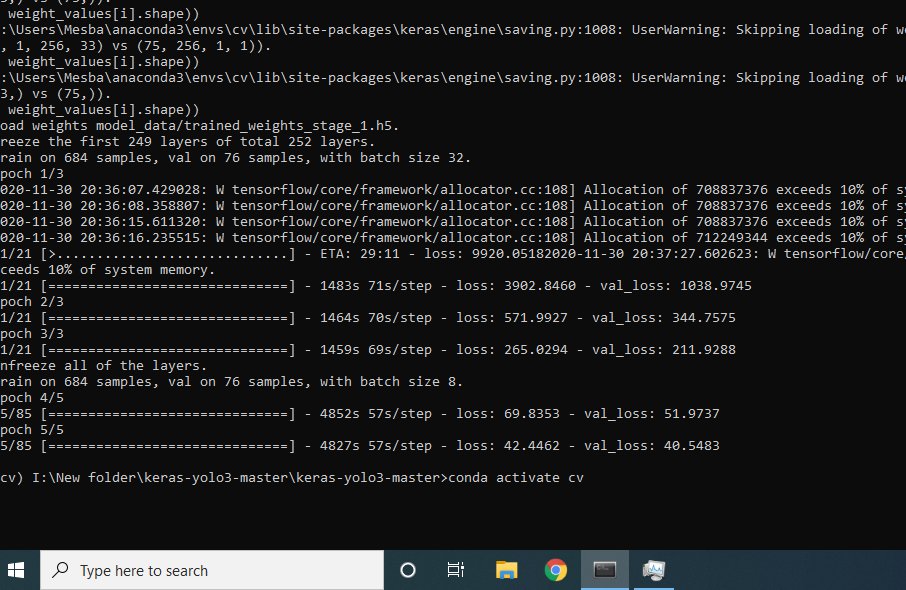 3,) vs (75,)).
weight_values[i].shape))
:\Users\Mesba\anaconda3\envs\cv\lib\site-packages\keras\engine\saving.py:1008: UserWarning: Skipping loading of w
, 1, 256, 33) vs (75, 256, 1, 1)).
weight_values[i].shape))
:\Users\Mesba\anaconda3\envs\cv\lib\site-packages\keras\engine\saving.py:1008: UserWarning: Skipping loading of w
3,) vs (75,)).
weight_values[i].shape))
oad weights model_data/trained_weights_stage_1.h5.
reeze the first 249 layers of total 252 layers.
rain on 684 samples, val on 76 samples, with batch size 32.
poch 1/3
020-11-30 20:36:07.429028: W tensorflow/core/framework/allocator.cc:108] Allocation of 708837376 exceeds 10% of sy
020-11-30 20:36:08.358807: W tensorflow/core/framework/allocator.cc:108] Allocation of 708837376 exceeds 10% of sy
020-11-30 20:36:15.611320: W tensorflow/core/framework/allocator.cc:108] Allocation of 708837376 exceeds 10% of sy
020-11-30 20:36:16.235515: W tensorflow/core/framework/allocator.cc:108] Allocation of 712249344 exceeds 10% of sy
1/21 [>.............................] - ETA: 29:11 - loss: 9920.05182020-11-30 20:37:27.602623: W tensorflow/core/
ceeds 10% of system memory.
1/21 [==============================] - 1483s 71s/step - loss: 3902.8460 - val_loss: 1038.9745
poch 2/3
1/21 [==============================] - 1464s 70s/step - loss: 571.9927 - val_loss: 344.7575
poch 3/3
1/21 [==============================] - 1459s 69s/step - loss: 265.0294 - val_loss: 211.9288
nfreeze all of the layers.
rain on 684 samples, val on 76 samples, with batch size 8.
poch 4/5
5/85 [==============================] - 4852s 57s/step - loss: 69.8353 - val_loss: 51.9737
poch 5/5
5/85 [==============================] - 4827s 57s/step - loss: 42.4462 - val_loss: 40.5483
cv) I:\New folder\keras-yolo3-master\keras-yolo3-master>conda activate cv
Type here to search